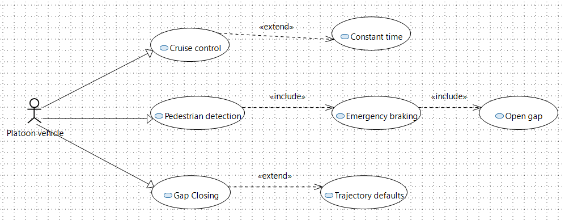 «extend»
Cruise control
Constant time
«include»
«include»
Pedestrian detection
Emergency braking
Open gap
Platoon vehicle
«extend»
Gap Closing
Trajectory defaults